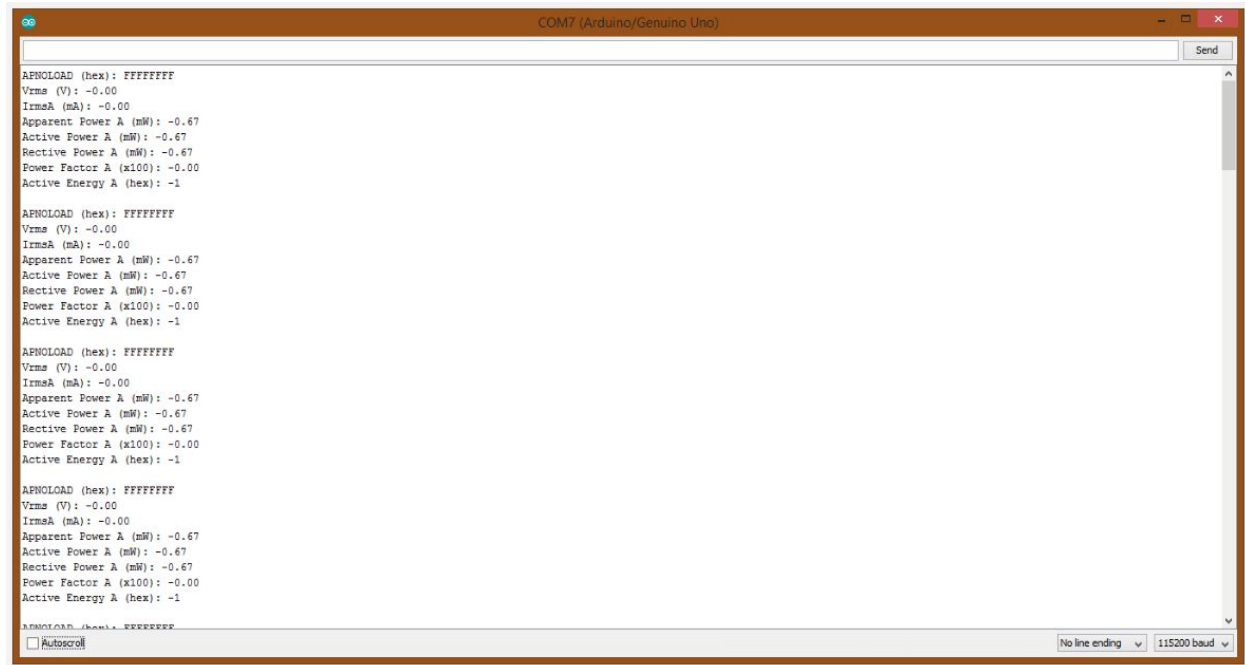 COM7 (Arduino/Genuino Uno)
Send
APNOLOAD (hex): FFFFFFFF
Vrms (V): -0.00
IrmsA (mA): -0.00
Apparent Power A (mW): -0.67
Active Power A (mW): -0.67
Rective Power A (mW): -0.67
Power Factor A (x100): -0.00
Active Energy A (hex): -1
APNOLOAD (hex): FFFFFFFF
Vrms (V): -0.00
IrmsA (mA): -0.00
Apparent Power A (mW): -0.67
Active Power A (mW): -0.67
Rective Power A (mW): -0.67
Power Factor A (x100): -0.00
Active Energy A (hex): -1
APNOLOAD (hex): FFFFFFFF
Vrms (V): -0.00
IrmsA (mA): -0.00
Apparent Power A (mW): -0.67
Active Power A (mW): -0.67
Rective Power A (mW): -0.67
Power Factor A (x100): -0.00
Active Energy A (hex): -1
APNOLOAD (hex): FFFFFFFF
Vrms (V): -0.00
IrmsA (mA): -0.00
Apparent Power A (mW): -0.67
Active Power A (mW): -0.67
Rective Power A (mW): -0.67
Power Factor A (x100): -0.00
Active Energy A (hex): -1
APNOLOAD (hex): FFFFFFFF
Autoscroll
No line ending
115200 baud